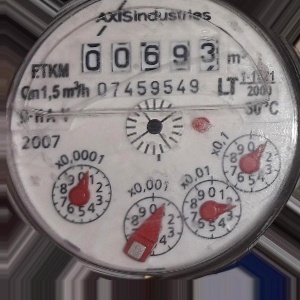 AXISindustries
00693 m³
ETKM
Qm1,5 m³/h 07459549 LT
2000
30°C
2007
x0,0001
x0,001
x0,01
x0,1